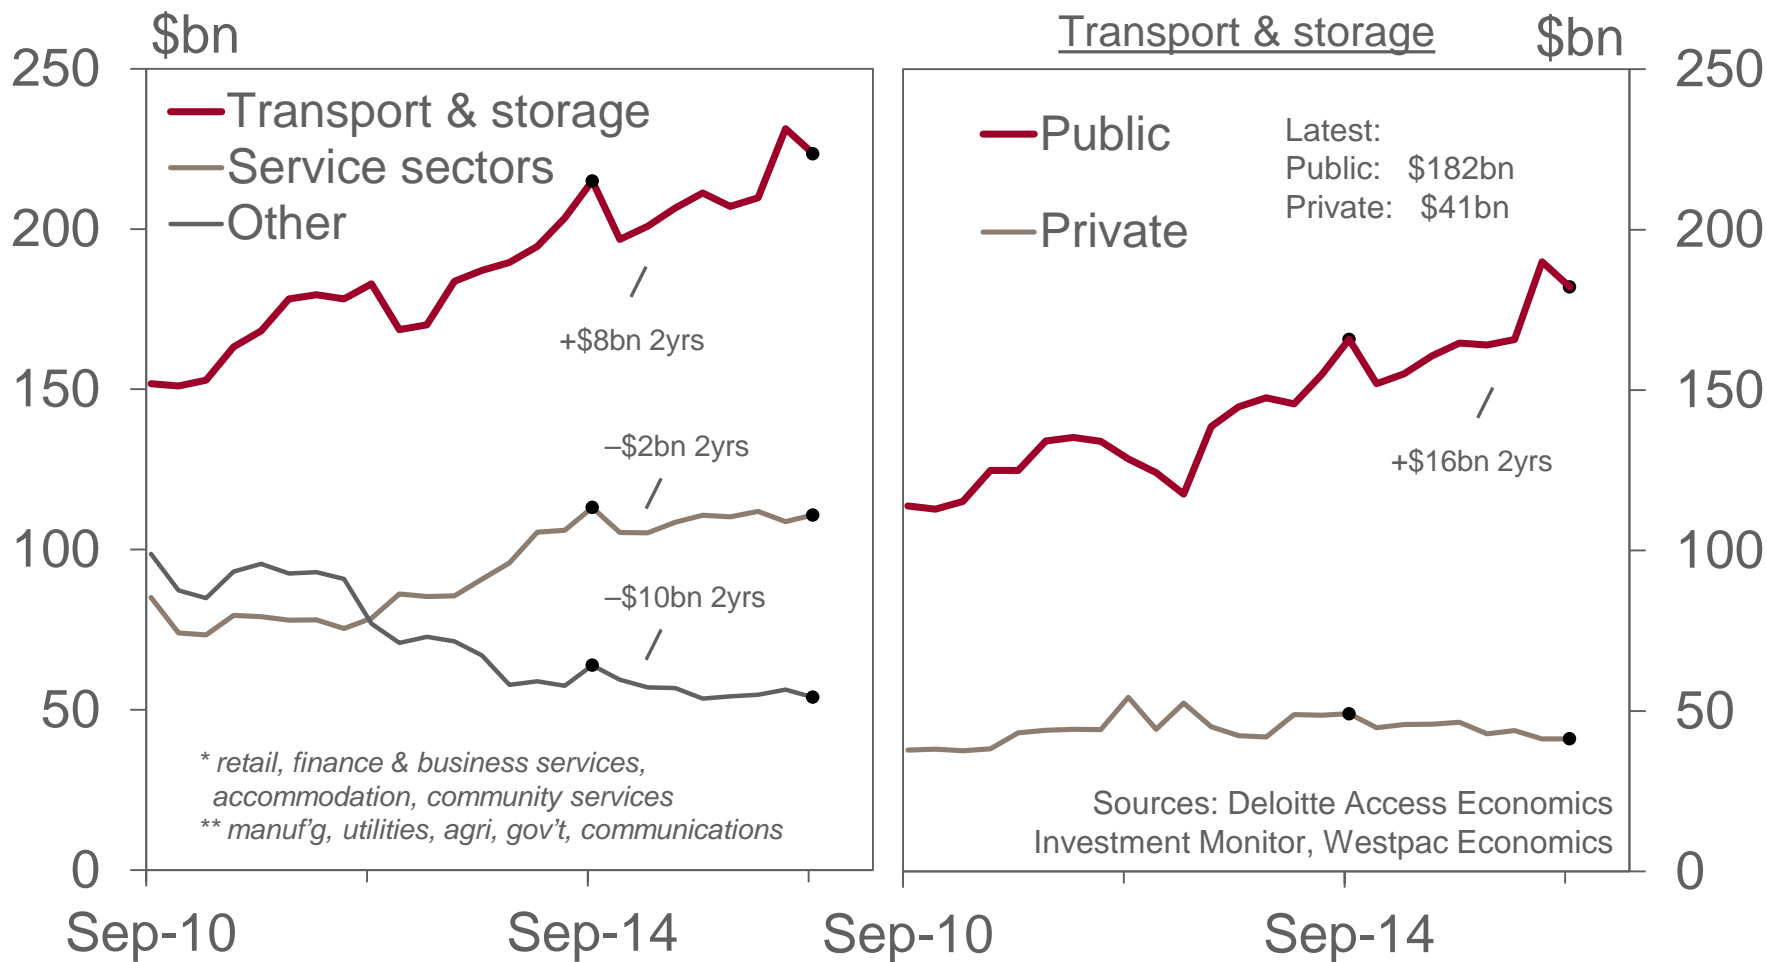 $bn
250
200
150
100
50
0
Transport & storage
Service sectors
Other
+$8bn 2yrs
–$2bn 2yrs
–$10bn 2yrs
* retail, finance & business services,
accommodation, community services
** manuf'g, utilities, agri, gov't, communications
Sep-10
Sep-14
Transport & storage
$bn
Public
Private
Latest:
Public: $182bn
Private: $41bn
+$16bn 2yrs
Sources: Deloitte Access Economics
Investment Monitor, Westpac Economics
250
200
150
100
50
0
Sep-10
Sep-14